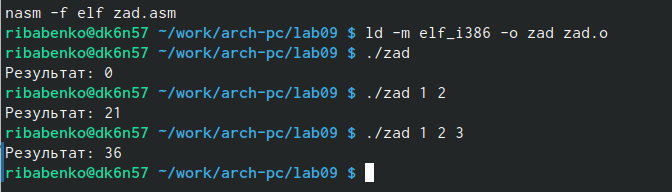 nasm -f elf zad.asm
ribabenko@dk6n57 ~/work/arch-pc/lab09 $ ld -m elf_i386 -o zad zad.o
ribabenko@dk6n57 ~/work/arch-pc/lab09 $ ./zad
Результат: 0
ribabenko@dk6n57 ~/work/arch-pc/lab09 $ ./zad 1 2
Результат: 21
ribabenko@dk6n57 ~/work/arch-pc/lab09 $ ./zad 1 2 3
Результат: 36
ribabenko@dk6n57 ~/work/arch-pc/lab09 $